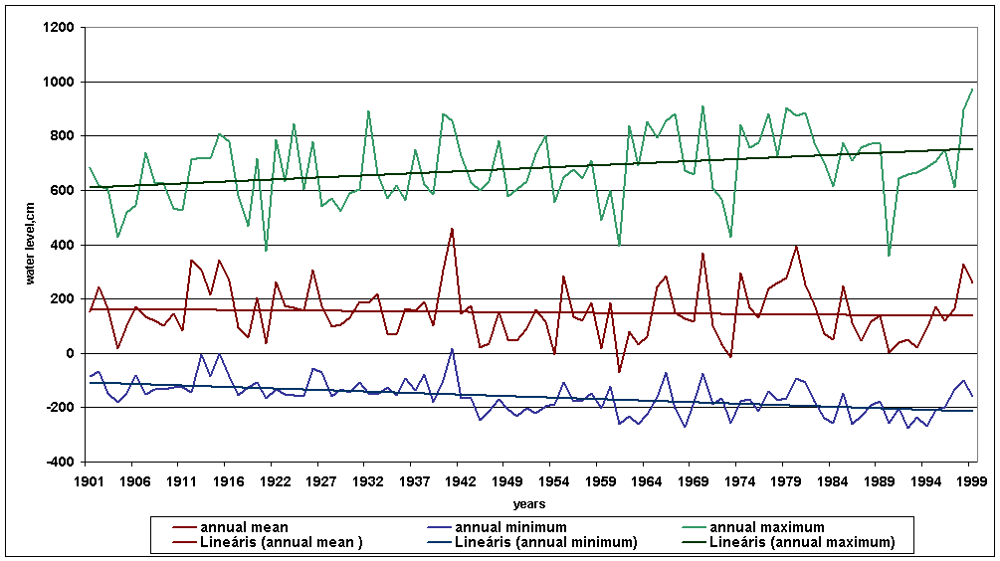 1200
1000
800
600
400
200
0
-200
-400
water level,cm
1901 1906 1911 1916 1922 1927 1932 1937 1942 1949 1954 1959 1964 1969 1974 1979 1984 1989 1994 1999
years
annual mean annual minimum annual maximum
Lineáris (annual mean ) Lineáris (annual minimum) Lineáris (annual maximum)